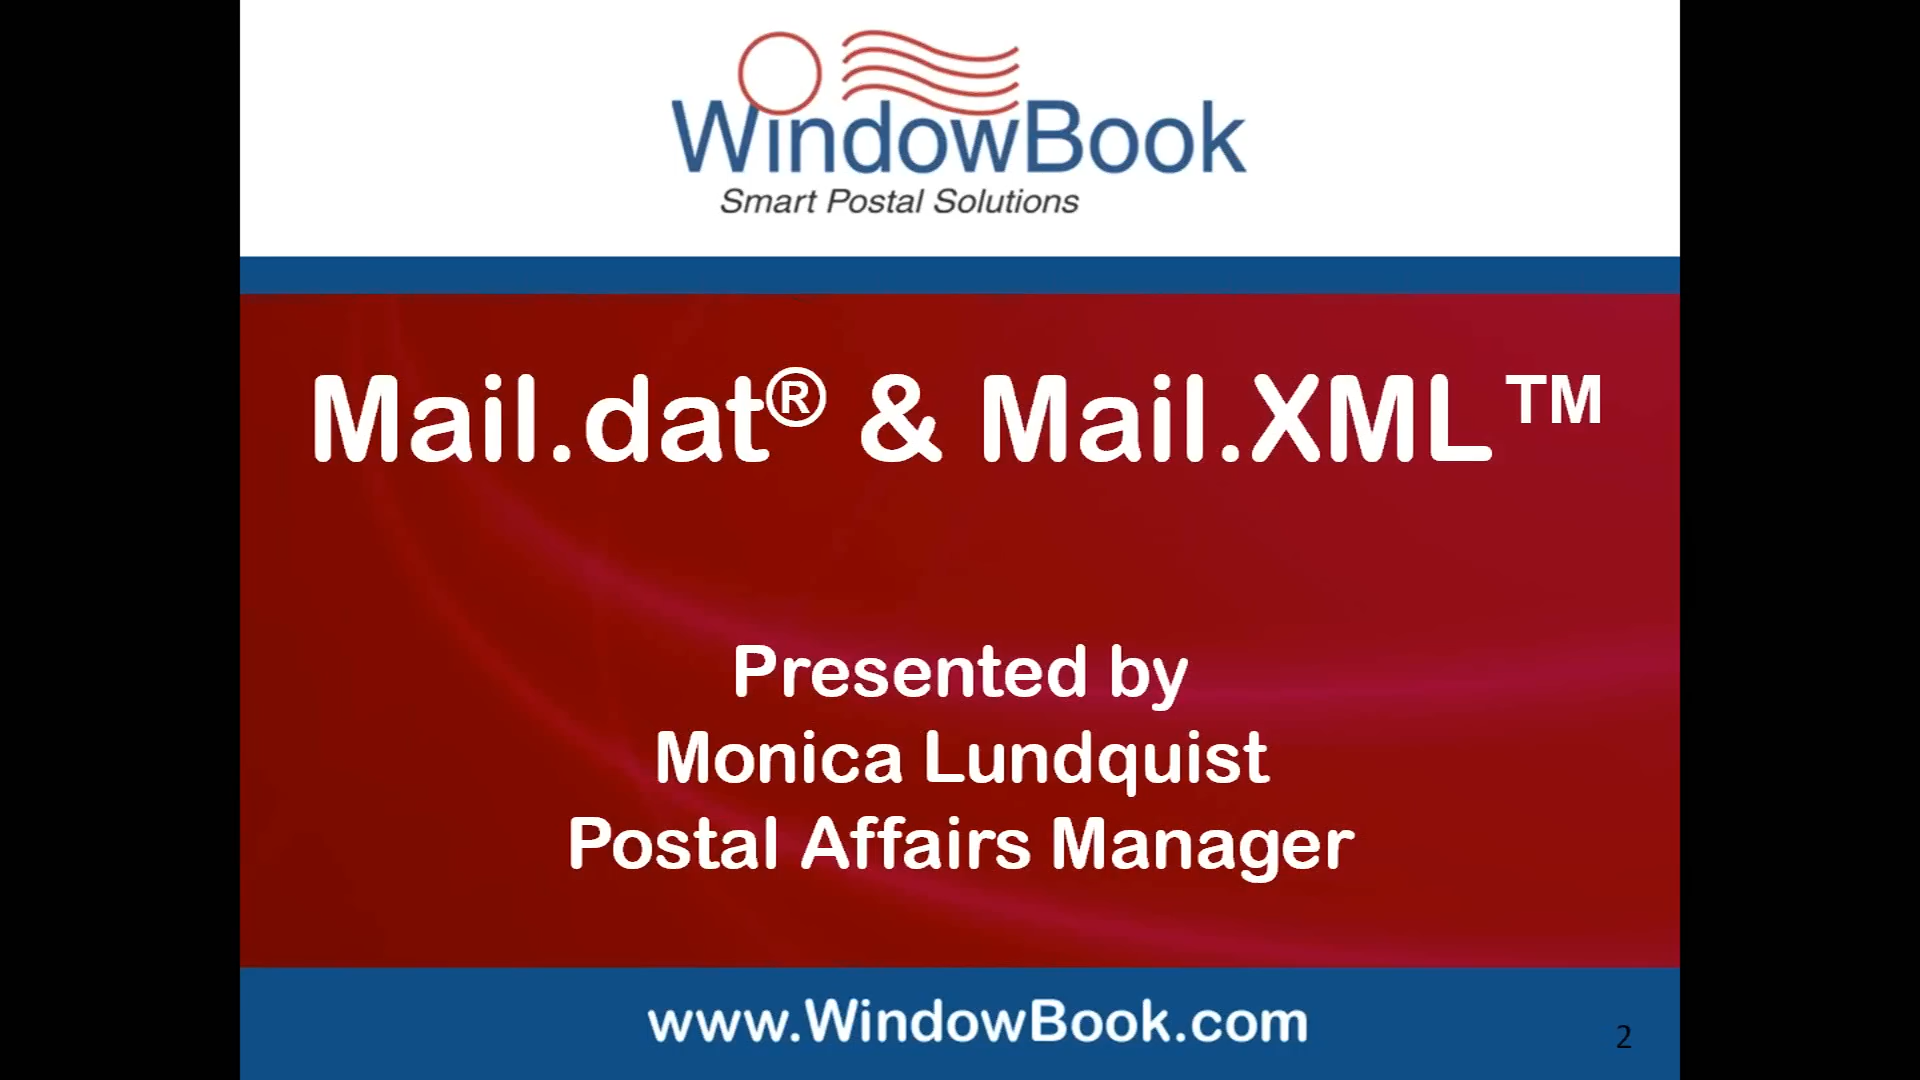 WindowBook
Smart Postal Solutions
Mail.dat® & Mail.XML™
Presented by
Monica Lundquist
Postal Affairs Manager
www.WindowBook.com
2